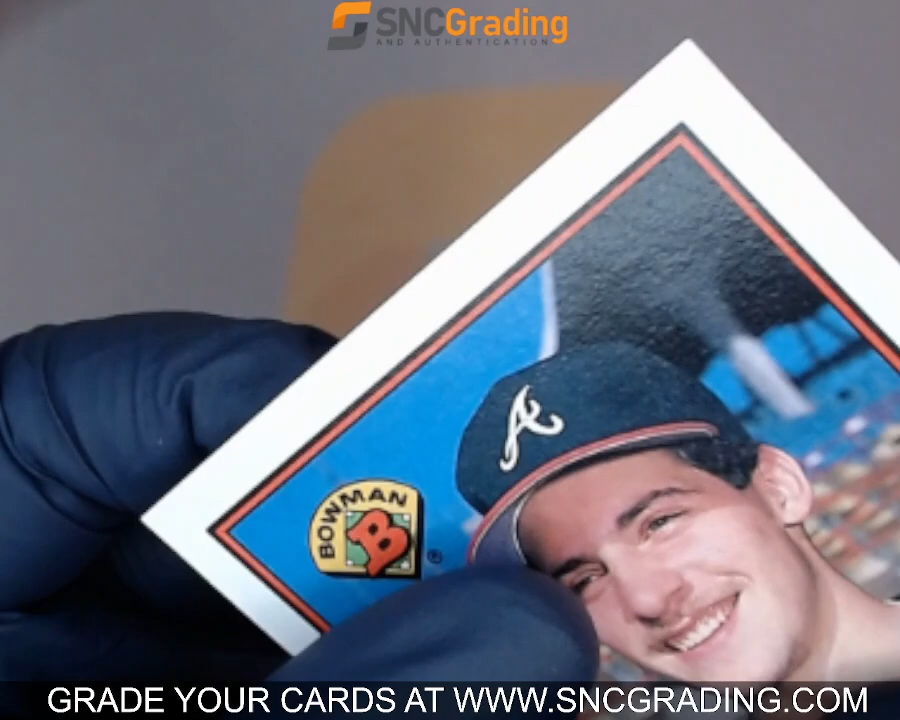 SNCGrading
AND AUTHENTICATION
A
BOWMAN
B
®
GRADE YOUR CARDS AT WWW.SNCGRADING.COM